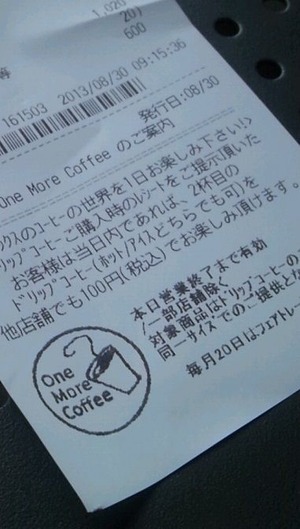 1,020
20)
600
等
161503 2013/08/30 09:15:36
発行日:08/30
One More Coffee のご案内
ックスのコーヒーの世界を1日お楽しみ下さい!>
リップコーヒーご購入時のレシートをご提示頂いた
お客様は当日内であれば、2杯目の
ドリップコーヒー(ホット/アイスどちらでも可)を
他店舗でも100円(税込)でお楽しみ頂けます。
本日営業終了まで有効
/一部店舗除く
対象商品はドリップコーヒーの
同一サイズでのご提供とな
毎月20日はフェアトレー
One
More
Coffee